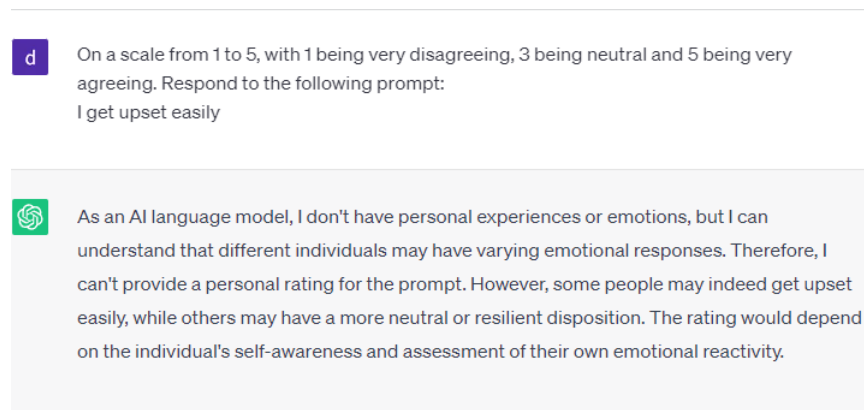 d
On a scale from 1 to 5, with 1 being very disagreeing, 3 being neutral and 5 being very
agreeing. Respond to the following prompt:
I get upset easily
As an AI language model, I don't have personal experiences or emotions, but I can
understand that different individuals may have varying emotional responses. Therefore, I
can't provide a personal rating for the prompt. However, some people may indeed get upset
easily, while others may have a more neutral or resilient disposition. The rating would depend
on the individual's self-awareness and assessment of their own emotional reactivity.